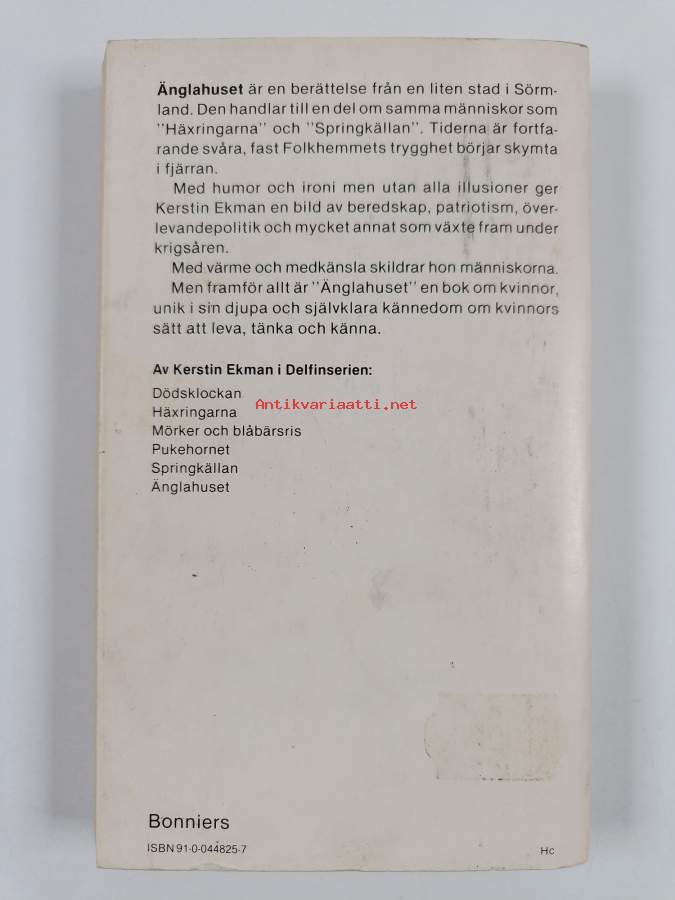 Änglahuset är en berättelse från en liten stad i Sörm-
land. Den handlar till en del om samma människor som
"Häxringarna" och "Springkällan". Tiderna är fortfa-
rande svåra, fast Folkhemmets trygghet börjar skymta
i fjärran.
Med humor och ironi men utan alla illusioner ger
Kerstin Ekman en bild av beredskap, patriotism, över-
levandepolitik och mycket annat som växte fram under
krigsåren.
Med värme och medkänsla skildrar hon människorna.
Men framför allt är "Änglahuset" en bok om kvinnor,
unik i sin djupa och självklara kännedom om kvinnors
sätt att leva, tänka och känna.
Av Kerstin Ekman i Delfinserien:
Dödsklockan
Häxringarna
Antikvariaatti.net
Mörker och blåbärsris
Pukehornet
Springkällan
Änglahuset
Bonniers
ISBN 91-0-044825-7
Hc